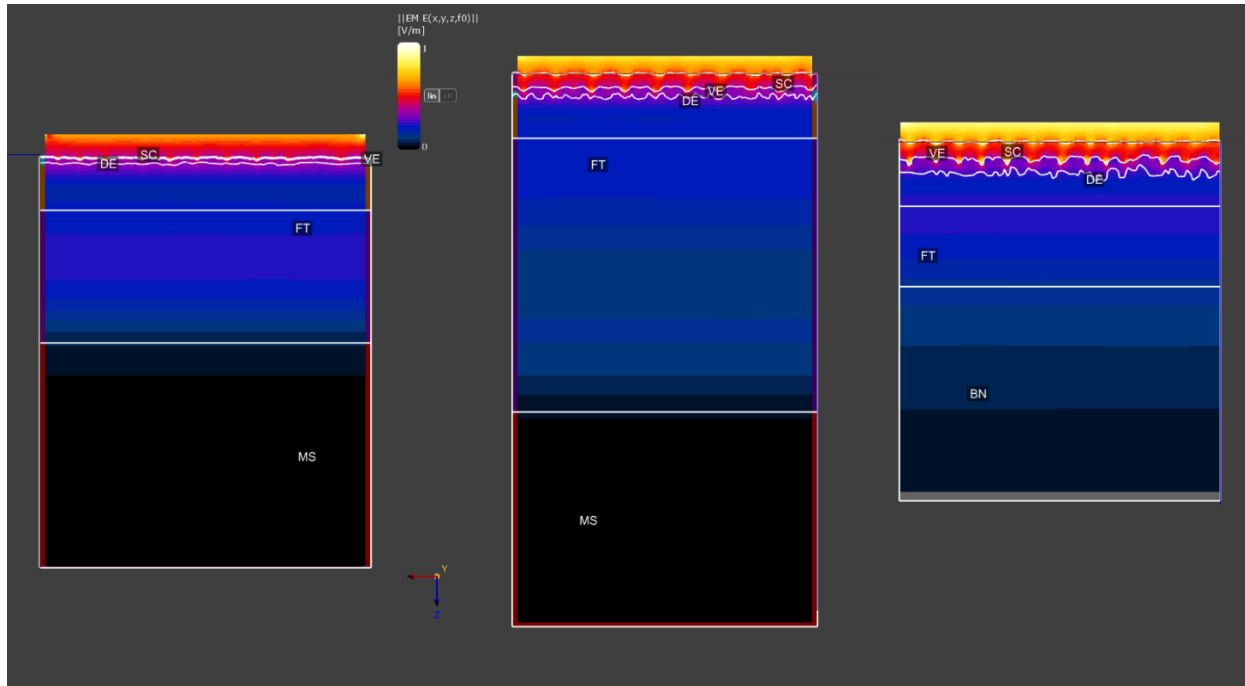 ||EM E(x,y,z,f0)||
[V/m]
1
lin
0
SC
DE
VE
FT
MS
SC
VE
DE
FT
MS
VE
SC
DE
FT
BN
Y
Z